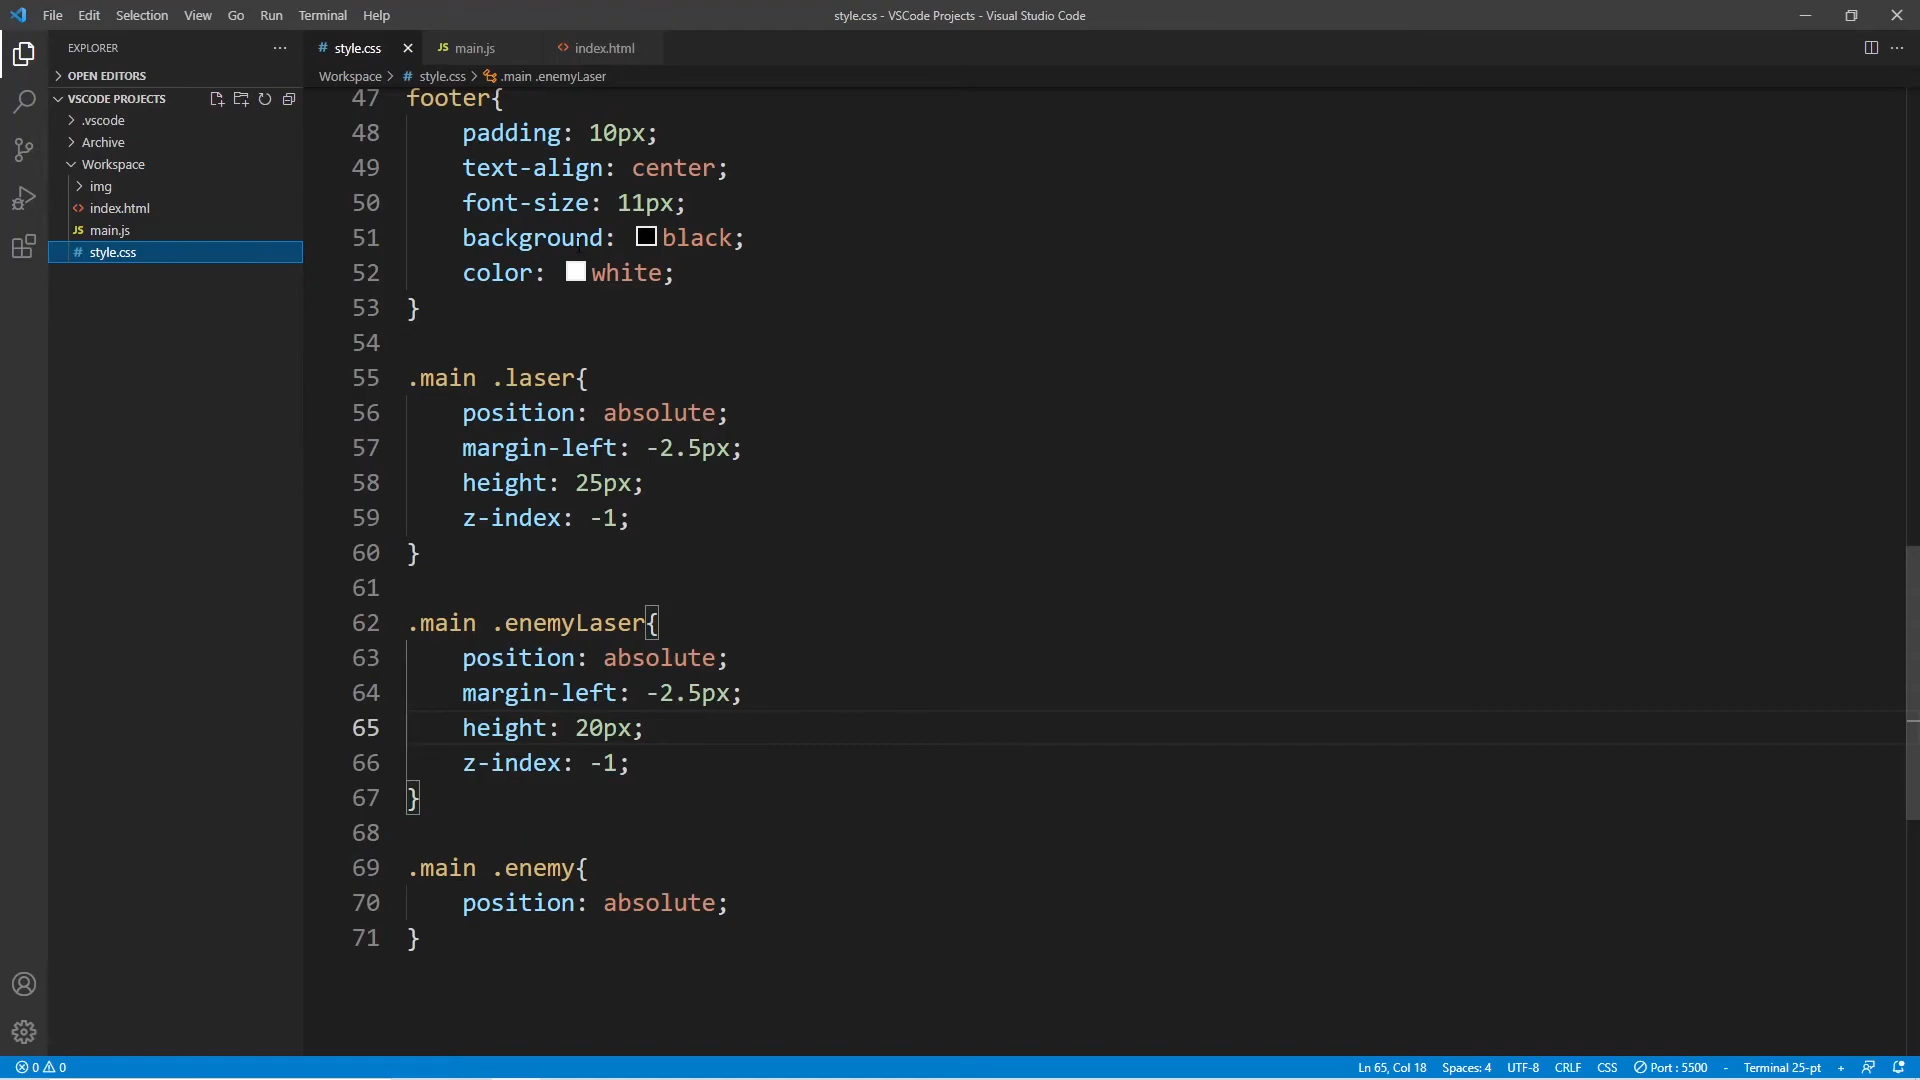 File Edit Selection View Go Run Terminal Help
style.css - VSCode Projects - Visual Studio Code
EXPLORER
OPEN EDITORS
VSCODE PROJECTS
.vscode
Archive
Workspace
img
index.html
JS main.js
# style.css
# style.css
JS main.js
index.html
Workspace > # style.css > .main .enemyLaser
47 footer{
48 padding: 10px;
49 text-align: center;
50 font-size: 11px;
51 background: black;
52 color: white;
53 }
54
55 .main .laser{
56 position: absolute;
57 margin-left: -2.5px;
58 height: 25px;
59 z-index: -1;
60 }
61
62 .main .enemyLaser{
63 position: absolute;
64 margin-left: -2.5px;
65 height: 20px;
66 z-index: -1;
67 }
68
69 .main .enemy{
70 position: absolute;
71 }
0 0
Ln 65, Col 18 Spaces: 4 UTF-8 CRLF CSS Port : 5500 - Terminal 25-pt +